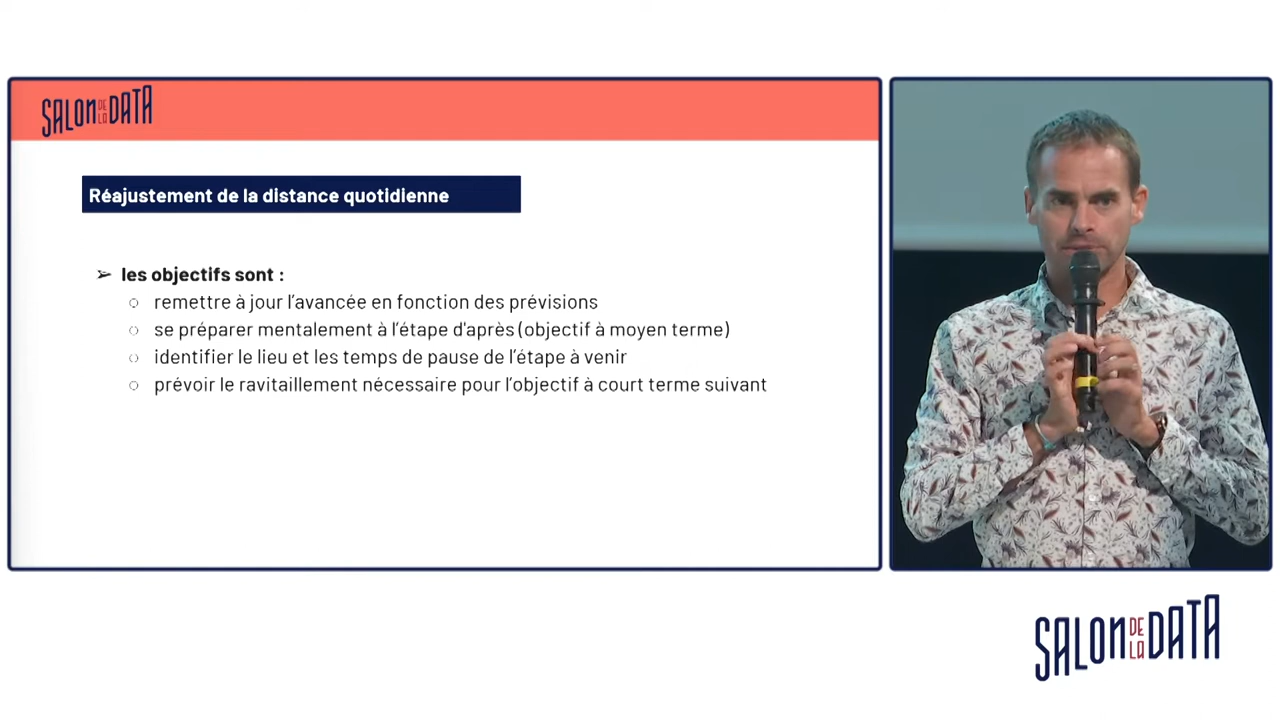 SALON DE LA DATA
Réajustement de la distance quotidienne
➢ les objectifs sont :
○ remettre à jour l’avancée en fonction des prévisions
○ se préparer mentalement à l’étape d'après (objectif à moyen terme)
○ identifier le lieu et les temps de pause de l’étape à venir
○ prévoir le ravitaillement nécessaire pour l’objectif à court terme suivant
SALON DE LA DATA